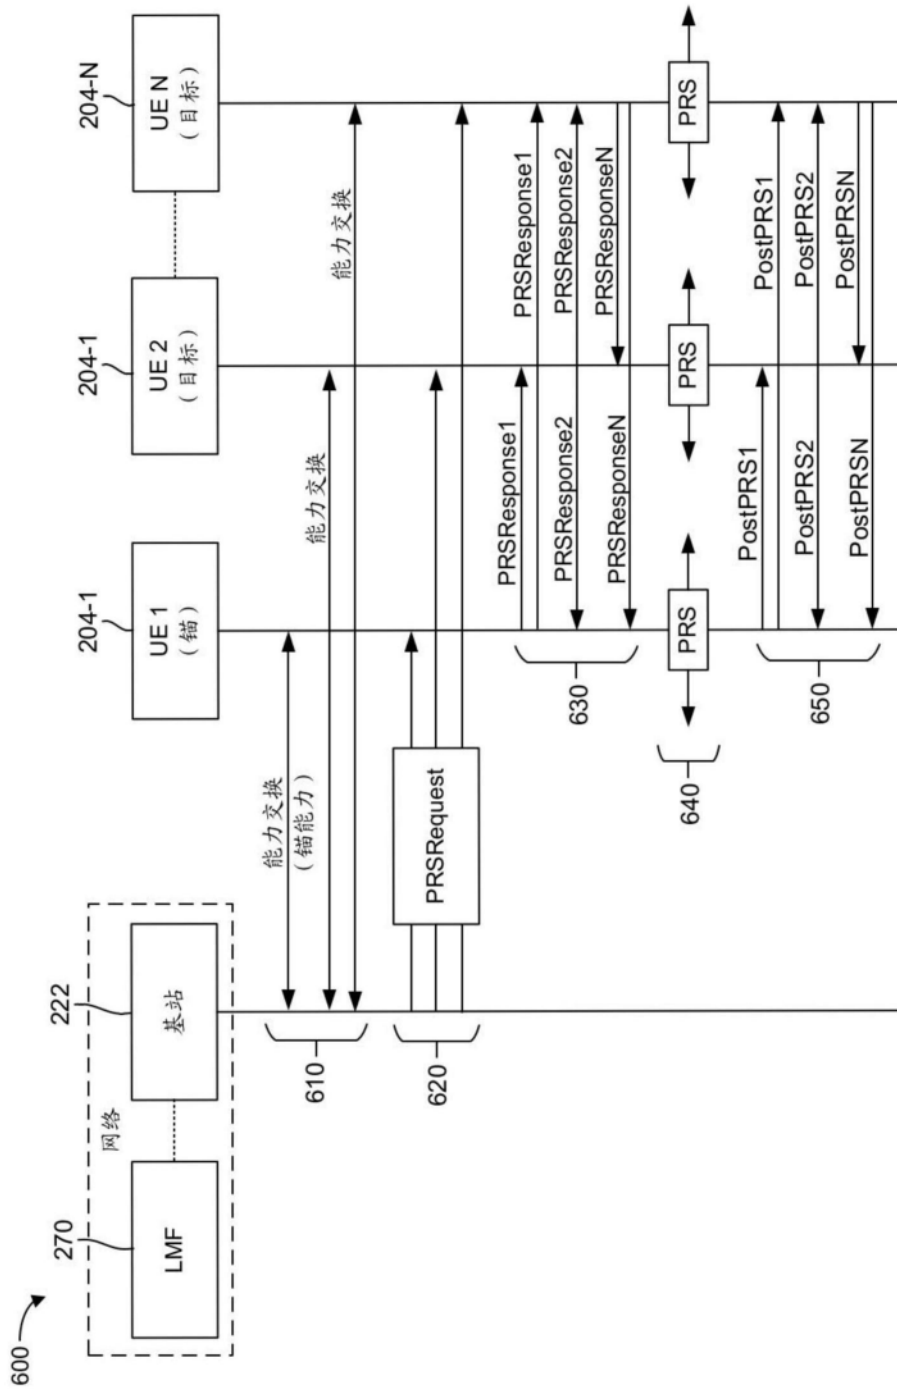 600
270
222
204-1
204-1
204-N
网络
LMF
基站
UE 1
(锚)
UE 2
(目标)
UE N
(目标)
610
能力交换
(锚能力)
能力交换
能力交换
620
PRSRequest
630
PRSResponse1
PRSResponse1
PRSResponse2
PRSResponse2
PRSResponseN
PRSResponseN
640
PRS
PRS
PRS
650
PostPRS1
PostPRS1
PostPRS2
PostPRS2
PostPRSN
PostPRSN